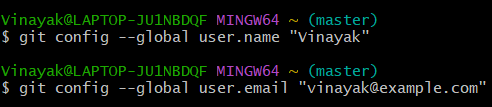 Vinayak@LAPTOP-JU1NBDQF MINGW64 ~ (master)
$ git config --global user.name "Vinayak"
Vinayak@LAPTOP-JU1NBDQF MINGW64 ~ (master)
$ git config --global user.email "vinayak@example.com"